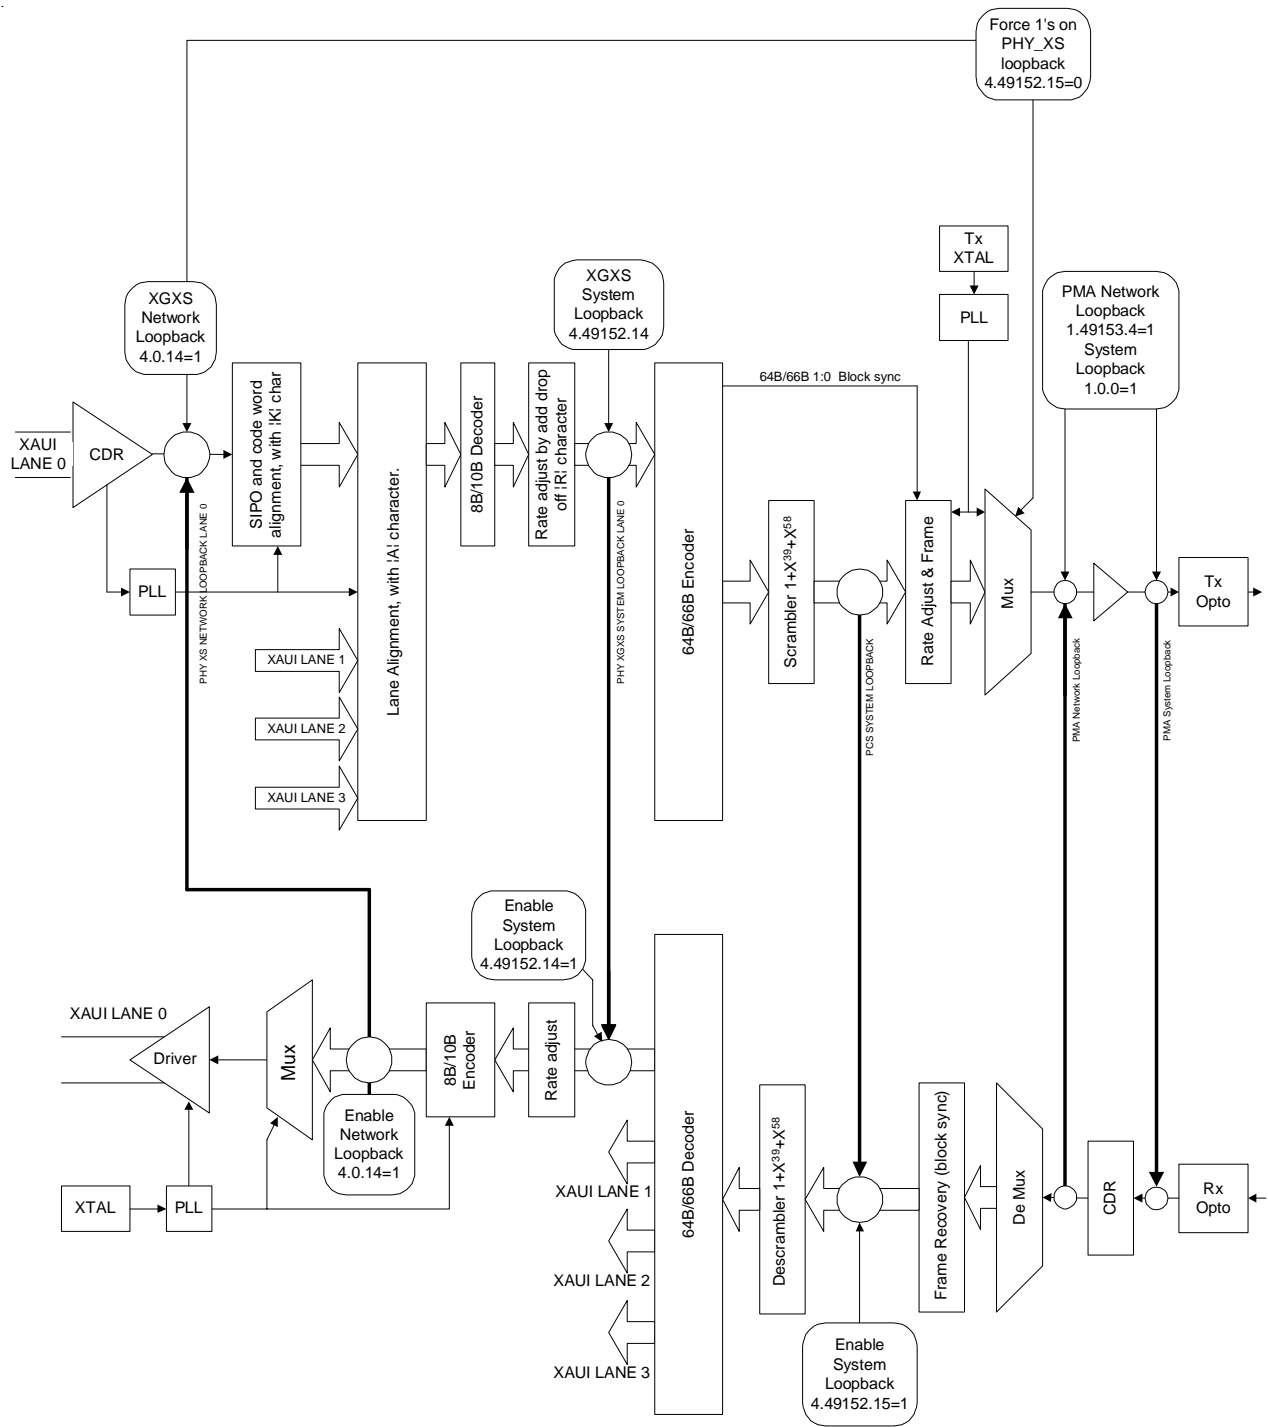 Force 1's on
PHY_XS
loopback
4.49152.15=0
Tx
XTAL
PLL
XGXS
Network
Loopback
4.0.14=1
XGXS
System
Loopback
4.49152.14
PMA Network
Loopback
1.49153.4=1
System
Loopback
1.0.0=1
64B/66B 1:0 Block sync
XAUI
LANE 0
CDR
SIPO and code word
alignment, with ¦K¦ char
Lane Alignment, with ¦A¦ character.
8B/10B Decoder
Rate adjust by add drop
off ¦R¦ character
64B/66B Encoder
Scrambler 1+X39+X58
Rate Adjust & Frame
Mux
Tx
Opto
PLL
PHY XS NETWORK LOOPBACK LANE 0
PHY XGXS SYSTEM LOOPBACK LANE 0
PCS SYSTEM LOOPBACK
PMA Network Loopback
PMA System Loopback
XAUI LANE 1
XAUI LANE 2
XAUI LANE 3
Enable
System
Loopback
4.49152.14=1
XAUI LANE 0
Driver
Mux
8B/10B
Encoder
Rate adjust
64B/66B Decoder
Descrambler 1+X39+X58
Frame Recovery (block sync)
De Mux
CDR
Rx
Opto
Enable
Network
Loopback
4.0.14=1
XTAL
PLL
XAUI LANE 1
XAUI LANE 2
XAUI LANE 3
Enable
System
Loopback
4.49152.15=1